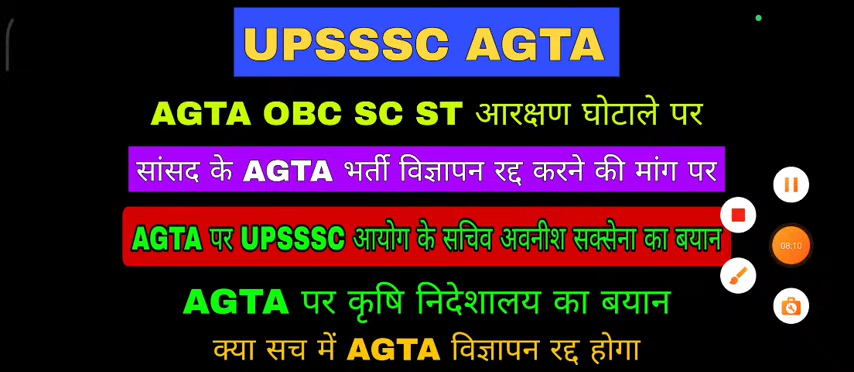 UPSSSC AGTA
AGTA OBC SC ST आरक्षण घोटाले पर
सांसद के AGTA भर्ती विज्ञापन रद्द करने की मांग पर
AGTA पर UPSSSC आयोग के सचिव अवनीश सक्सेना का बयान
08:10
AGTA पर कृषि निदेशालय का बयान
क्या सच में AGTA विज्ञापन रद्द होगा